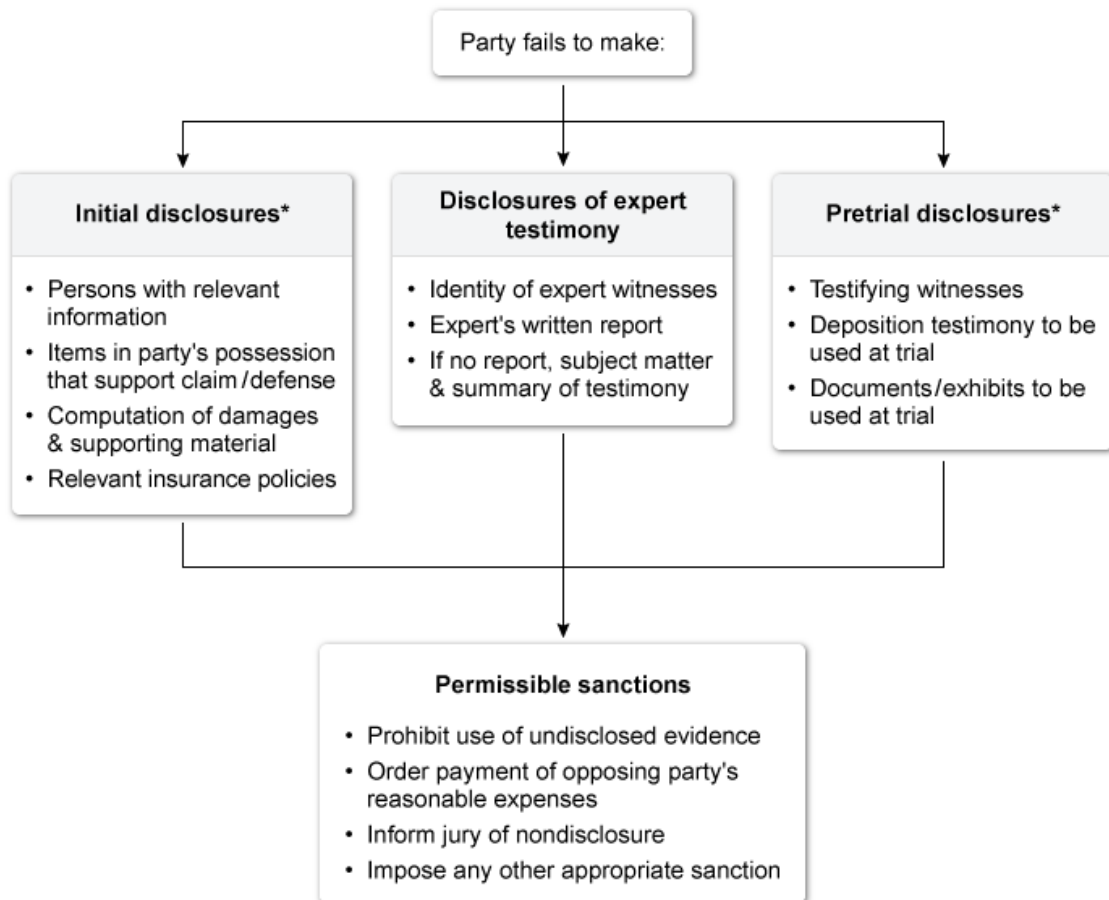 Party fails to make:
Initial disclosures*
• Persons with relevant
information
• Items in party's possession
that support claim/defense
• Computation of damages
& supporting material
• Relevant insurance policies
Disclosures of expert
testimony
• Identity of expert witnesses
• Expert's written report
• If no report, subject matter
& summary of testimony
Pretrial disclosures*
• Testifying witnesses
• Deposition testimony to be
used at trial
• Documents/exhibits to be
used at trial
Permissible sanctions
• Prohibit use of undisclosed evidence
• Order payment of opposing party's
reasonable expenses
• Inform jury of nondisclosure
• Impose any other appropriate sanction